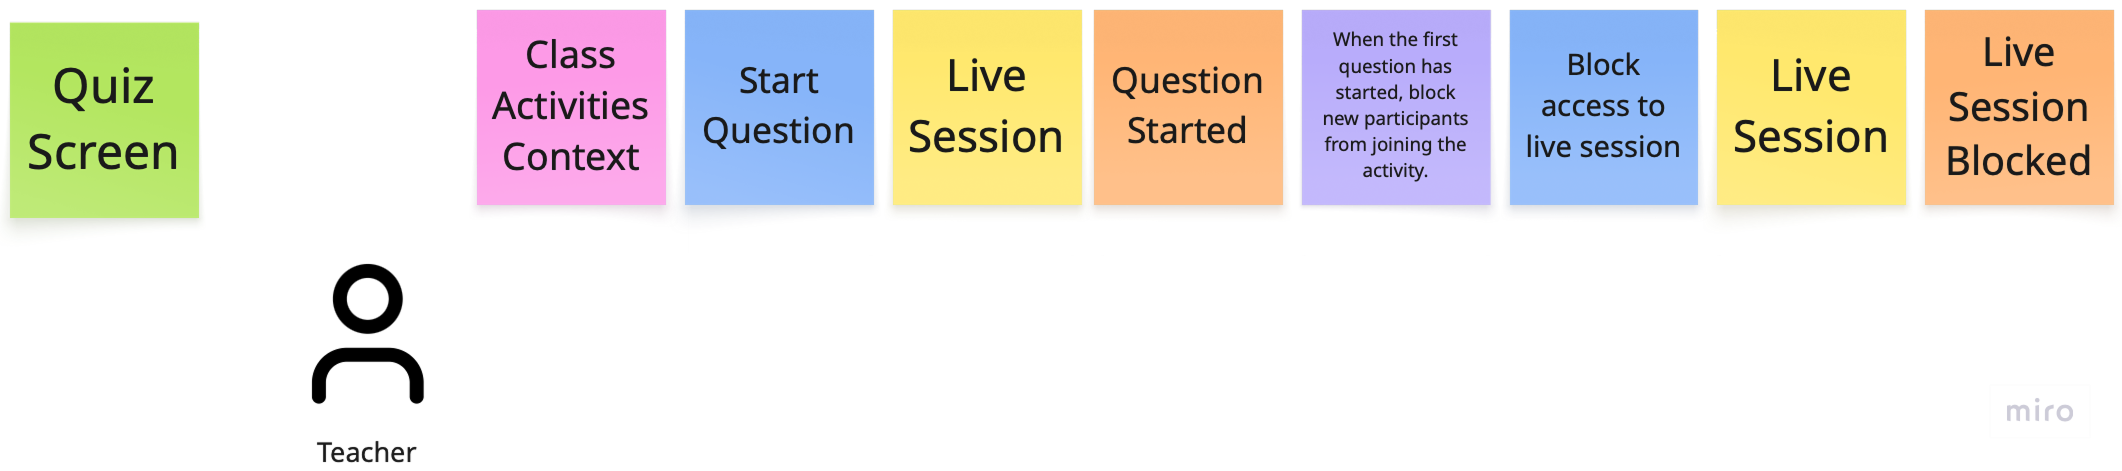 Quiz
Screen
Class
Activities
Context
Start
Question
Live
Session
Question
Started
When the first
question has
started, block
new participants
from joining the
activity.
Block
access to
live session
Live
Session
Live
Session
Blocked
Teacher
miro